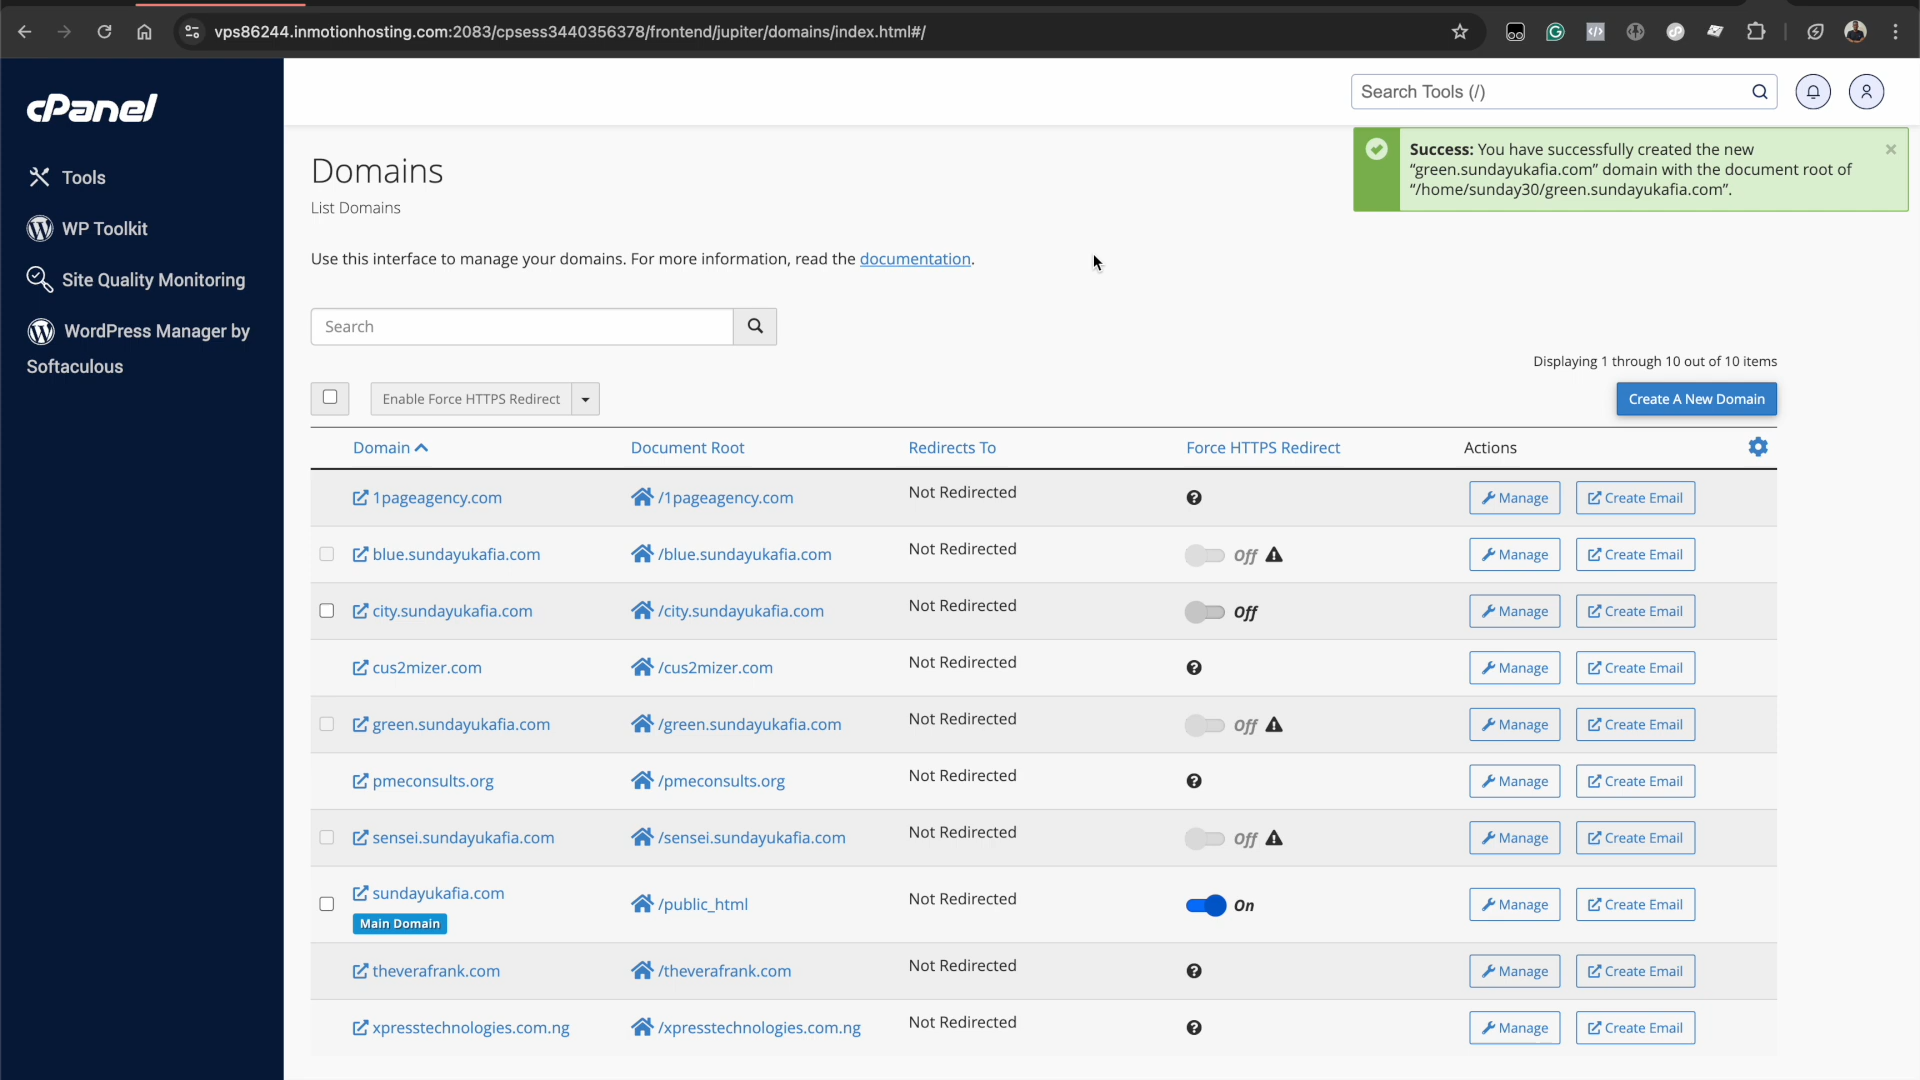 vps86244.inmotionhosting.com:2083/cpsess3440356378/frontend/jupiter/domains/index.html#/
cPanel
Search Tools (/)
Tools
WP Toolkit
Site Quality Monitoring
WordPress Manager by
Softaculous
Success: You have successfully created the new
“green.sundayukafia.com” domain with the document root of
“/home/sunday30/green.sundayukafia.com”.
×
Domains
List Domains
Use this interface to manage your domains. For more information, read the documentation.
Search
Displaying 1 through 10 out of 10 items
Enable Force HTTPS Redirect
Create A New Domain
Domain Document Root Redirects To Force HTTPS Redirect Actions
1pageagency.com /1pageagency.com Not Redirected Manage Create Email
blue.sundayukafia.com /blue.sundayukafia.com Not Redirected Off Manage Create Email
city.sundayukafia.com /city.sundayukafia.com Not Redirected Off Manage Create Email
cus2mizer.com /cus2mizer.com Not Redirected Manage Create Email
green.sundayukafia.com /green.sundayukafia.com Not Redirected Off Manage Create Email
pmeconsults.org /pmeconsults.org Not Redirected Manage Create Email
sensei.sundayukafia.com /sensei.sundayukafia.com Not Redirected Off Manage Create Email
sundayukafia.com /public_html Not Redirected On Manage Create Email
Main Domain
theverafrank.com /theverafrank.com Not Redirected Manage Create Email
xpresstechnologies.com.ng /xpresstechnologies.com.ng Not Redirected Manage Create Email